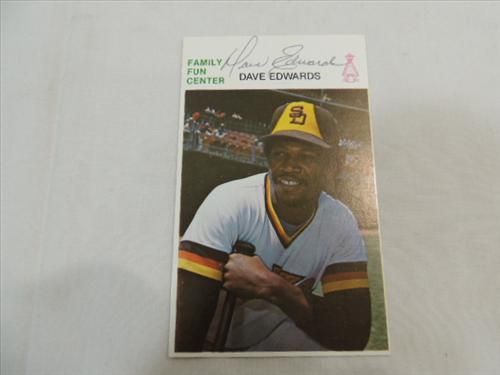 FAMILY
FUN
CENTER
Dave Edwards
DAVE EDWARDS
SD